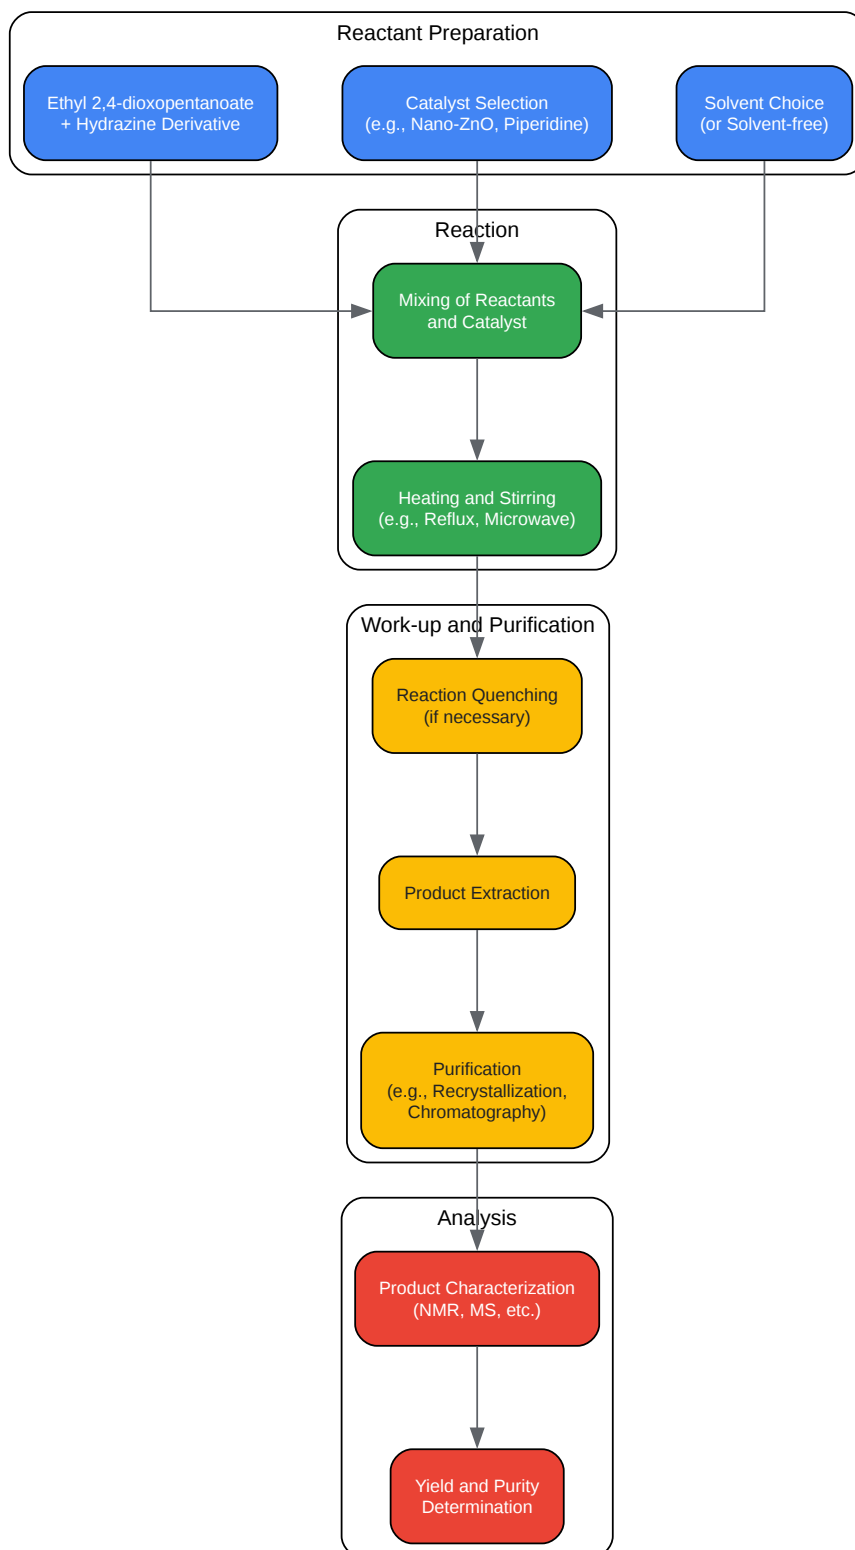 Reactant Preparation
Ethyl 2,4-dioxopentanoate
+ Hydrazine Derivative
Catalyst Selection
(e.g., Nano-ZnO, Piperidine)
Solvent Choice
(or Solvent-free)
Reaction
Mixing of Reactants
and Catalyst
Heating and Stirring
(e.g., Reflux, Microwave)
Work-up and Purification
Reaction Quenching
(if necessary)
Product Extraction
Purification
(e.g., Recrystallization,
Chromatography)
Analysis
Product Characterization
(NMR, MS, etc.)
Yield and Purity
Determination